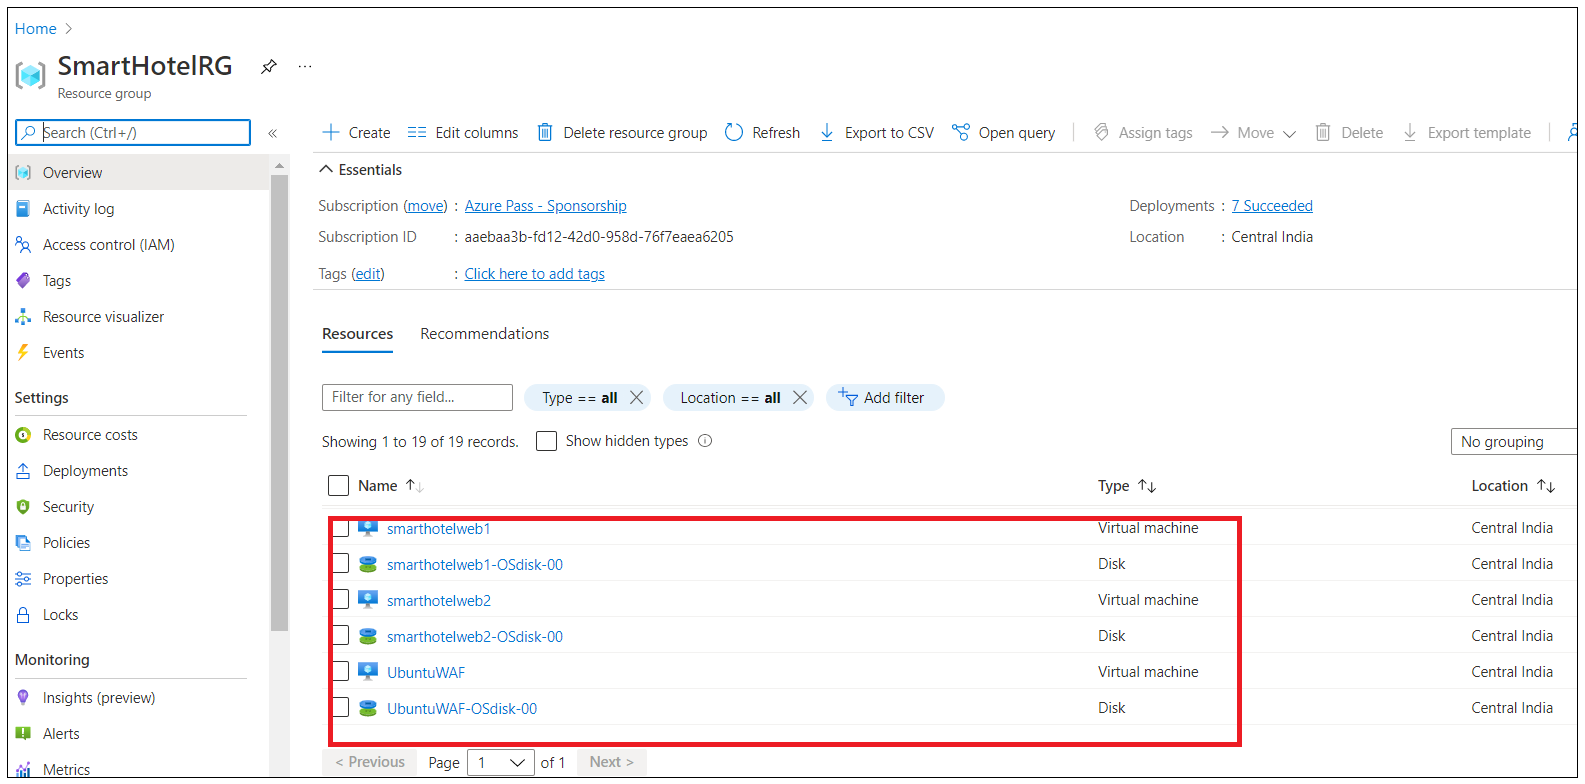 Home >
SmartHotelRG ...
Resource group
Search (Ctrl+/) «
Overview
Activity log
Access control (IAM)
Tags
Resource visualizer
Events
Settings
Resource costs
Deployments
Security
Policies
Properties
Locks
Monitoring
Insights (preview)
Alerts
Metrics
Create Edit columns Delete resource group Refresh Export to CSV Open query Assign tags Move Delete Export template
Essentials
Subscription (move) : Azure Pass - Sponsorship Deployments : 7 Succeeded
Subscription ID : aaebaa3b-fd12-42d0-958d-76f7eaea6205 Location : Central India
Tags (edit) : Click here to add tags
Resources Recommendations
Filter for any field... Type == all Location == all Add filter
Showing 1 to 19 of 19 records. Show hidden types No grouping
Name Type Location
smarthotelweb1 Virtual machine Central India
smarthotelweb1-OSdisk-00 Disk Central India
smarthotelweb2 Virtual machine Central India
smarthotelweb2-OSdisk-00 Disk Central India
UbuntuWAF Virtual machine Central India
UbuntuWAF-OSdisk-00 Disk Central India
< Previous Page 1 of 1 Next >